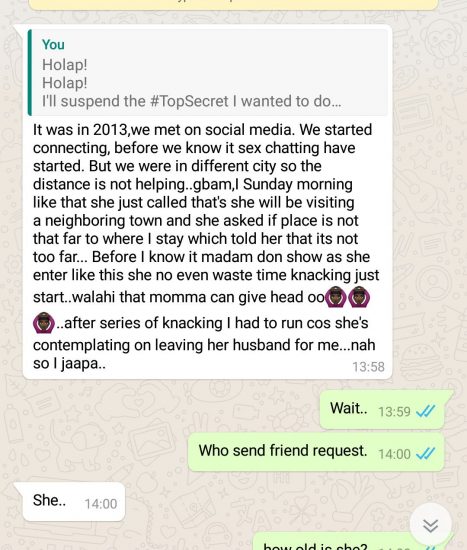 You
Holap!
Holap!
I'll suspend the #TopSecret I wanted to do…
It was in 2013,we met on social media. We started
connecting, before we know it sex chatting have
started. But we were in different city so the
distance is not helping..gbam,I Sunday morning
like that she just called that's she will be visiting
a neighboring town and she asked if place is not
that far to where I stay which told her that its not
too far... Before I know it madam don show as she
enter like this she no even waste time knacking just
start..walahi that momma can give head oo
..after series of knacking I had to run cos she's
contemplating on leaving her husband for me...nah
so I jaapa..
13:58
Wait.. 13:59
Who send friend request. 14:00
She.. 14:00
how old is she?